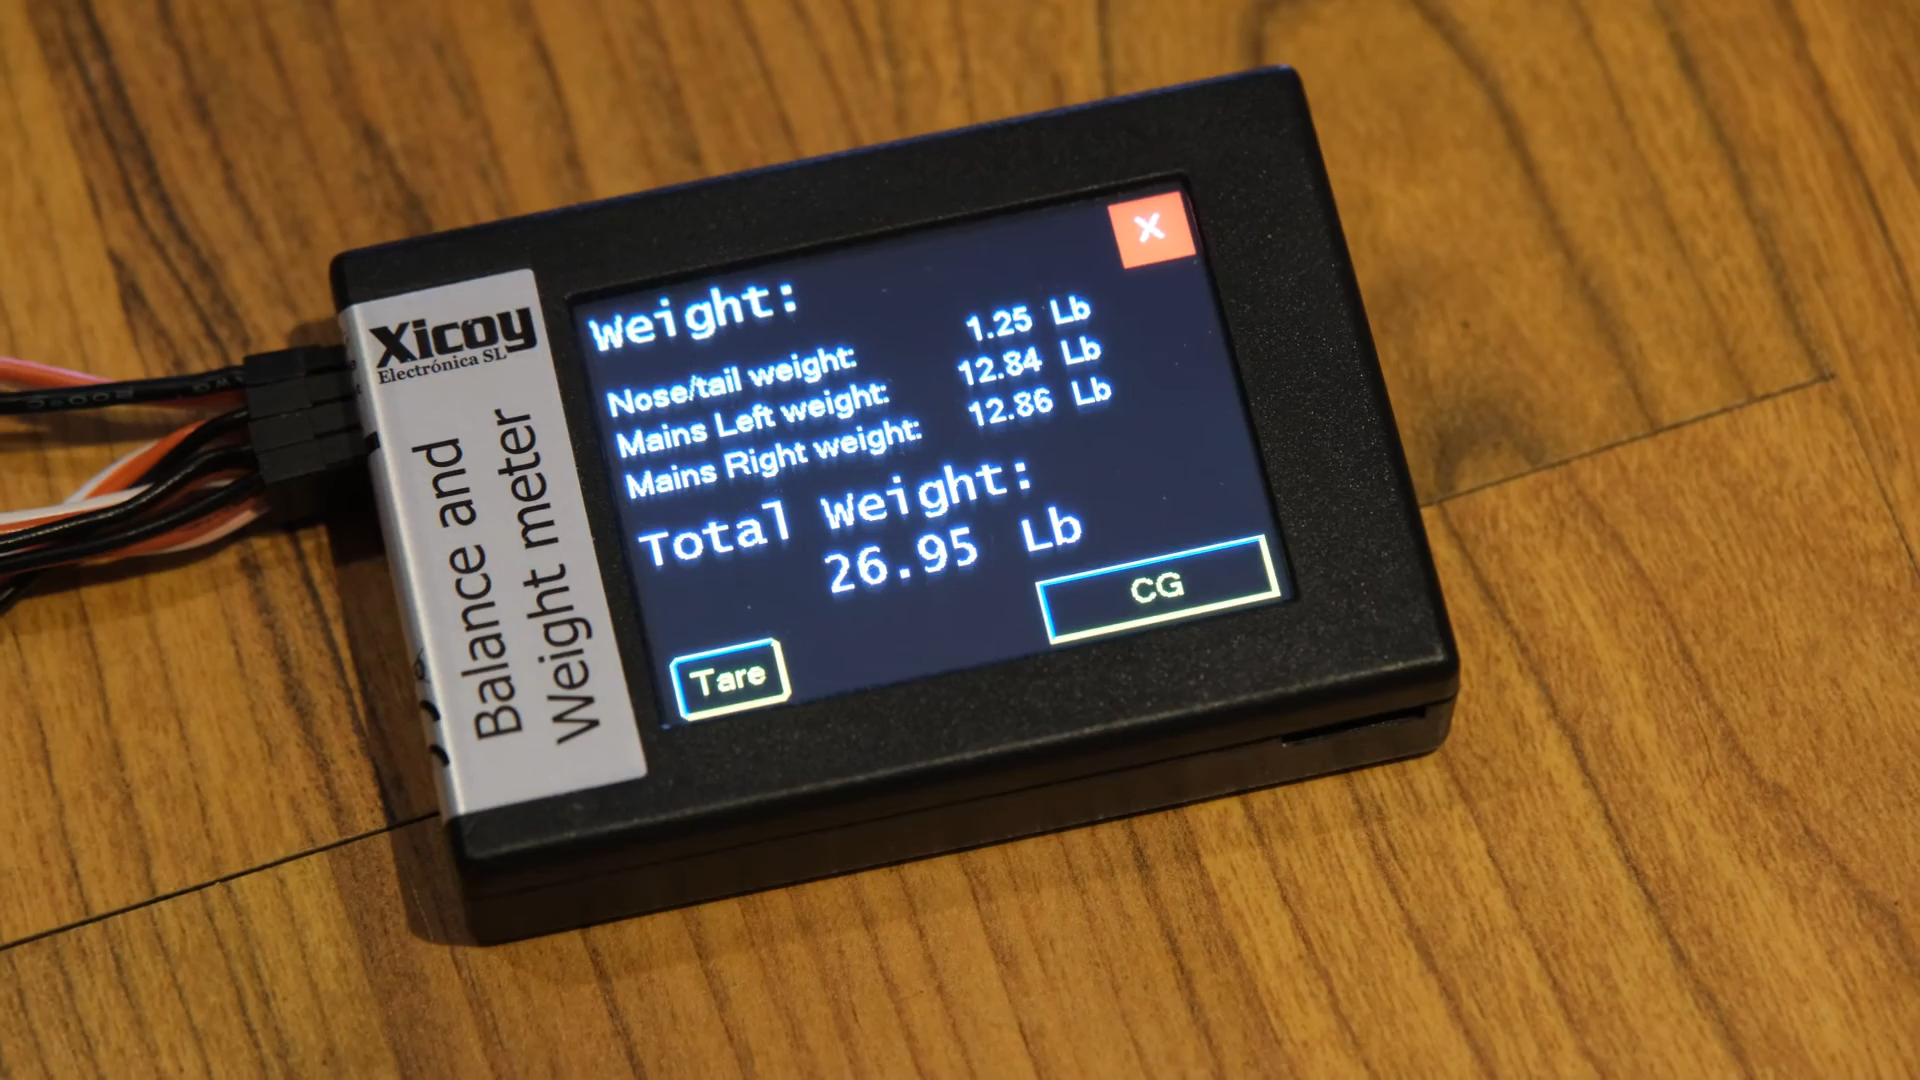 Xicoy
Electrónica SL
Balance and
Weight meter
X
Weight:
Nose/tail weight: 1.25 Lb
Mains Left weight: 12.84 Lb
Mains Right weight: 12.86 Lb
Total Weight:
26.95 Lb
CG
Tare